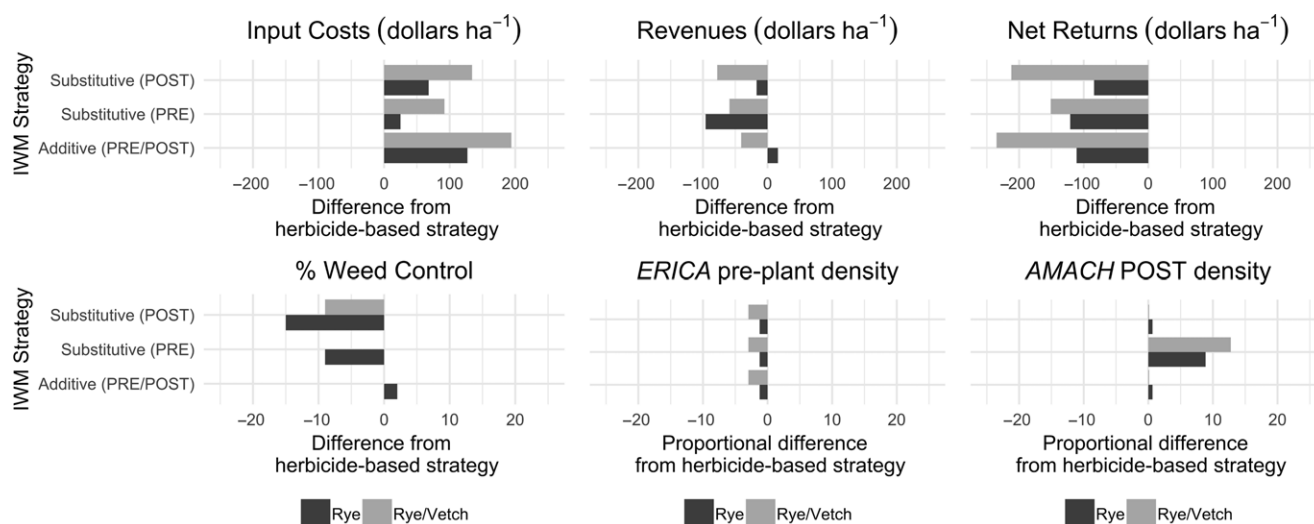 Input Costs (dollars ha⁻¹)
Revenues (dollars ha⁻¹)
Net Returns (dollars ha⁻¹)
IWM Strategy
Substitutive (POST)
Substitutive (PRE)
Additive (PRE/POST)
−200 −100 0 100 200
−200 −100 0 100 200
−200 −100 0 100 200
Difference from
herbicide-based strategy
Difference from
herbicide-based strategy
Difference from
herbicide-based strategy
% Weed Control
ERICA pre-plant density
AMACH POST density
IWM Strategy
Substitutive (POST)
Substitutive (PRE)
Additive (PRE/POST)
−20 −10 0 10 20
−20 −10 0 10 20
−20 −10 0 10 20
Difference from
herbicide-based strategy
Proportional difference
from herbicide-based strategy
Proportional difference
from herbicide-based strategy
Rye Rye/Vetch
Rye Rye/Vetch
Rye Rye/Vetch